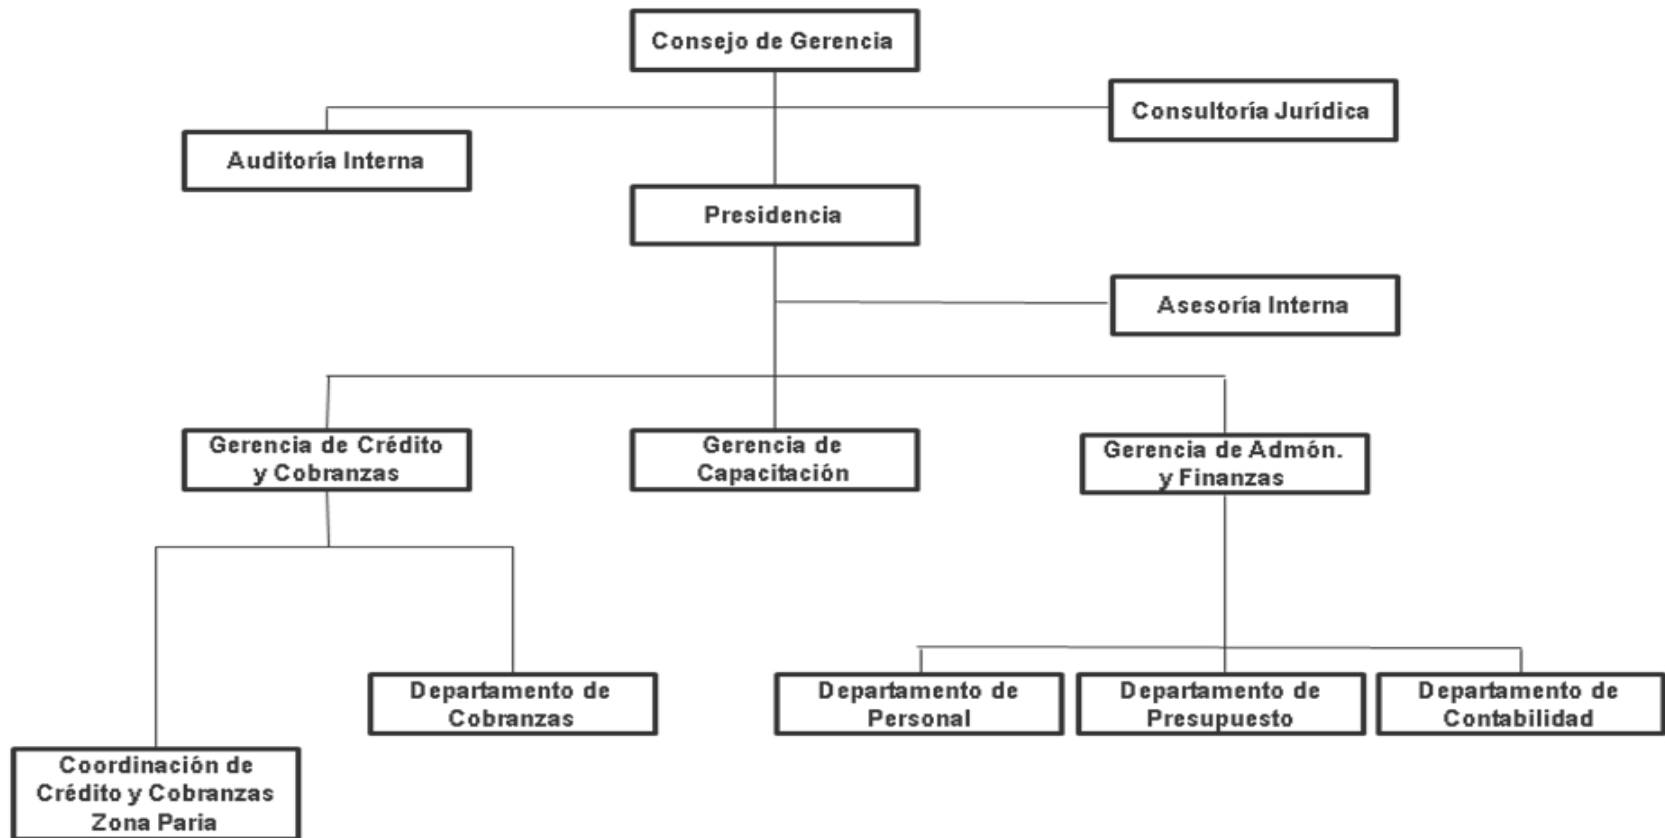 Consejo de Gerencia
Consultoría Jurídica
Auditoría Interna
Presidencia
Asesoría Interna
Gerencia de Crédito
y Cobranzas
Gerencia de
Capacitación
Gerencia de Admón.
y Finanzas
Departamento de
Cobranzas
Departamento de
Personal
Departamento de
Presupuesto
Departamento de
Contabilidad
Coordinación de
Crédito y Cobranzas
Zona Paria